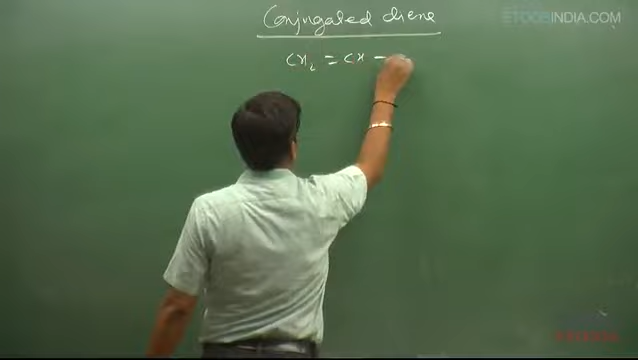 Conjugated diene
ETOOSINDIA.COM
CH₂ = CH –